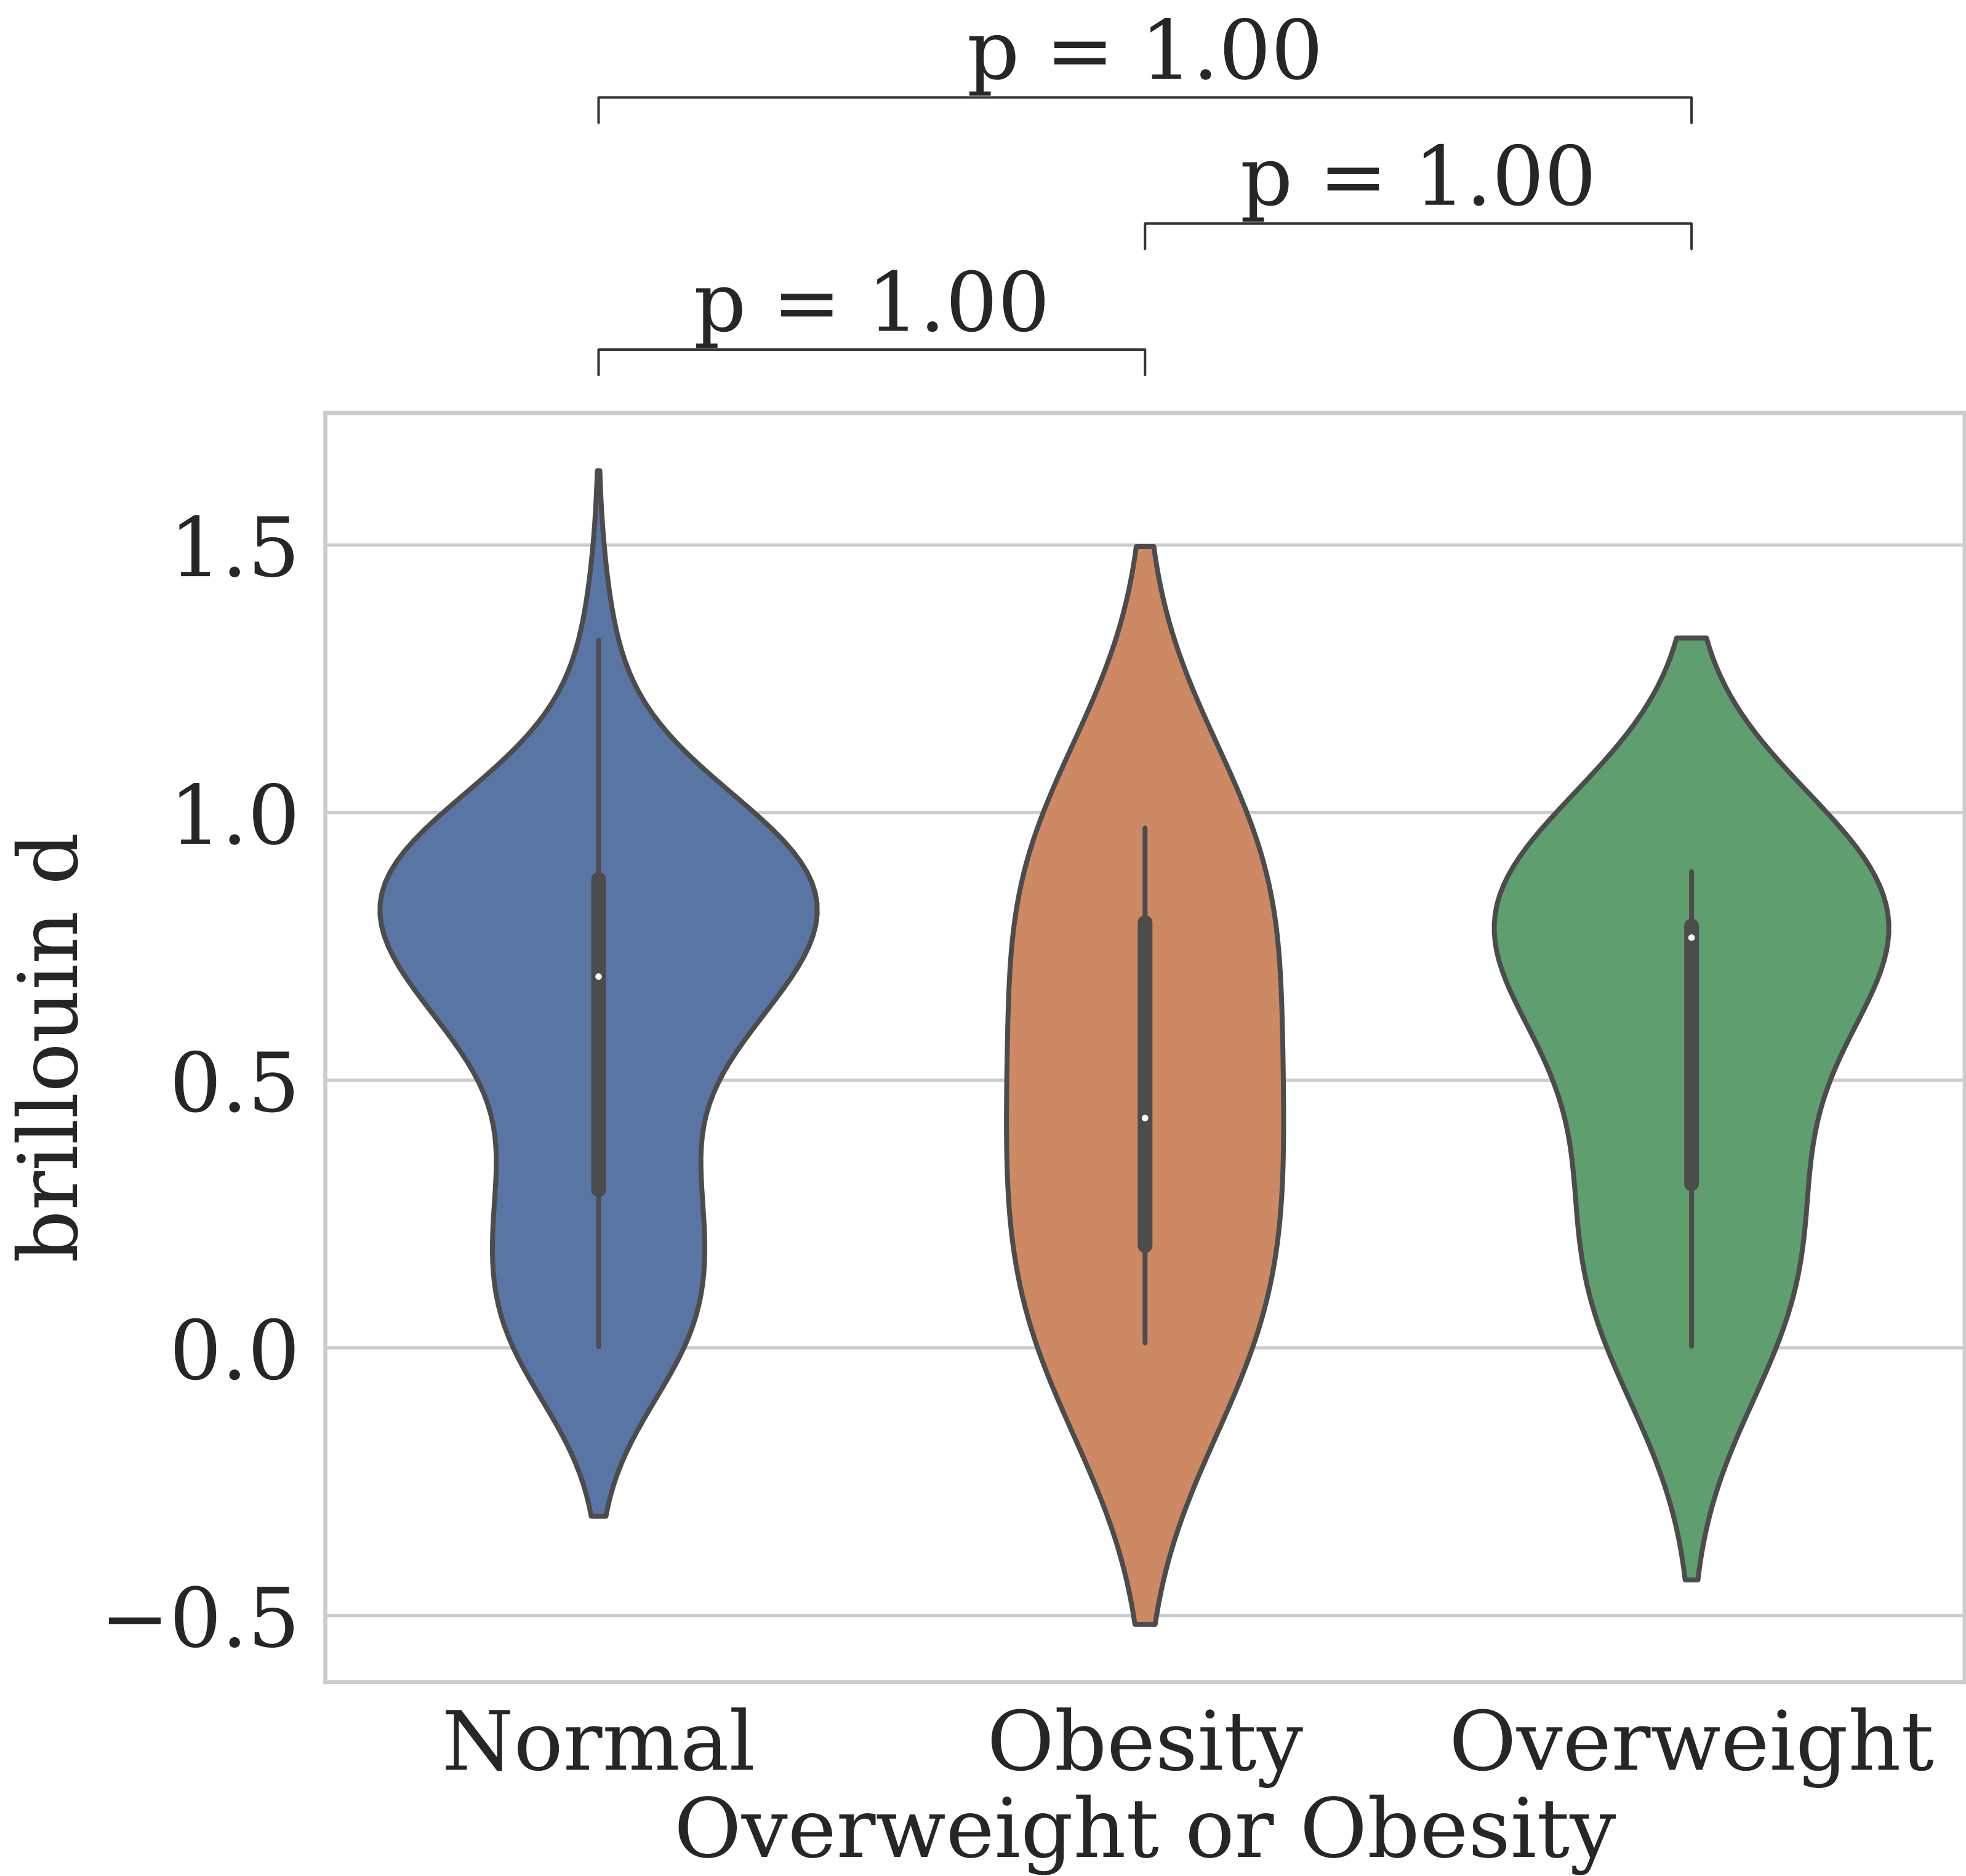 p = 1.00
p = 1.00
p = 1.00
1.5
1.0
0.5
0.0
−0.5
brillouin d
Normal Obesity Overweight
Overweight or Obesity